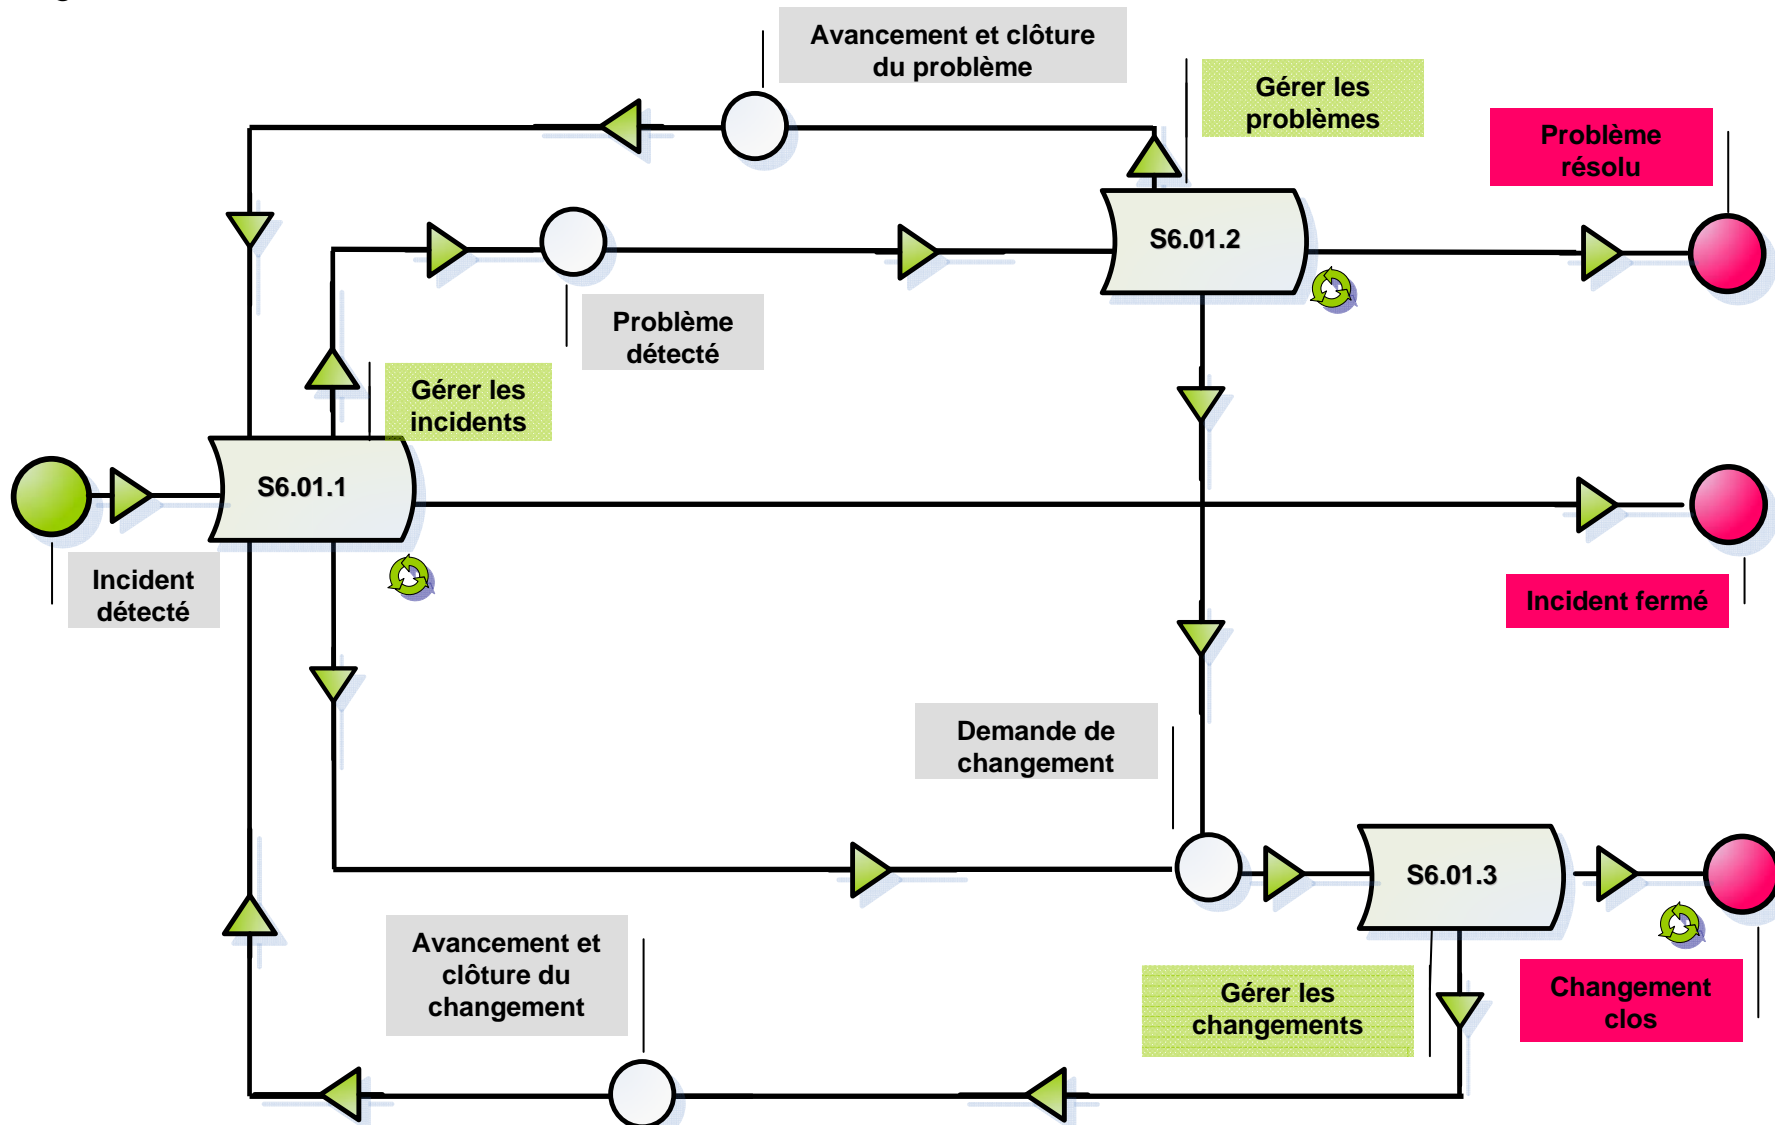 Avancement et clôture
du problème
Gérer les
problèmes
Problème
résolu
S6.01.2
Problème
détecté
Gérer les
incidents
S6.01.1
Incident
détecté
Incident fermé
Demande de
changement
S6.01.3
Avancement et
clôture du
changement
Gérer les
changements
Changement
clos